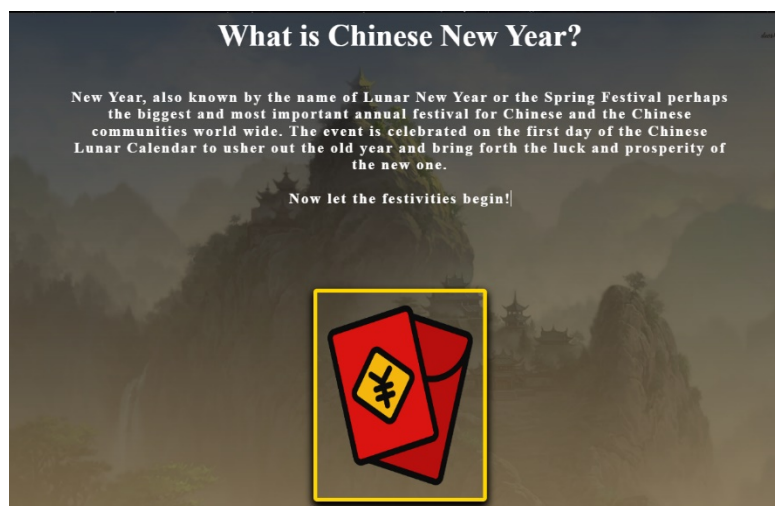 What is Chinese New Year?
New Year, also known by the name of Lunar New Year or the Spring Festival perhaps
the biggest and most important annual festival for Chinese and the Chinese
communities world wide. The event is celebrated on the first day of the Chinese
Lunar Calendar to usher out the old year and bring forth the luck and prosperity of
the new one.
Now let the festivities begin!
¥